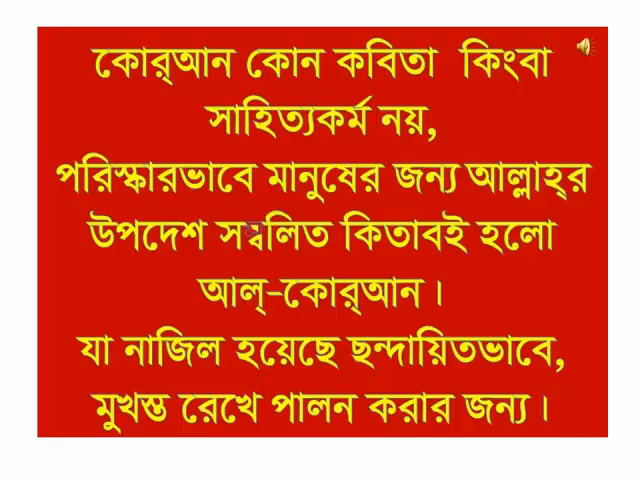 কোর্‌আন কোন কবিতা কিংবা
সাহিত্যকর্ম নয়,
পরিস্কারভাবে মানুষের জন্য আল্লাহ্‌র
উপদেশ সম্বলিত কিতাবই হলো
আল্‌-কোর্‌আন।
যা নাজিল হয়েছে ছন্দায়িতভাবে,
মুখস্ত রেখে পালন করার জন্য।